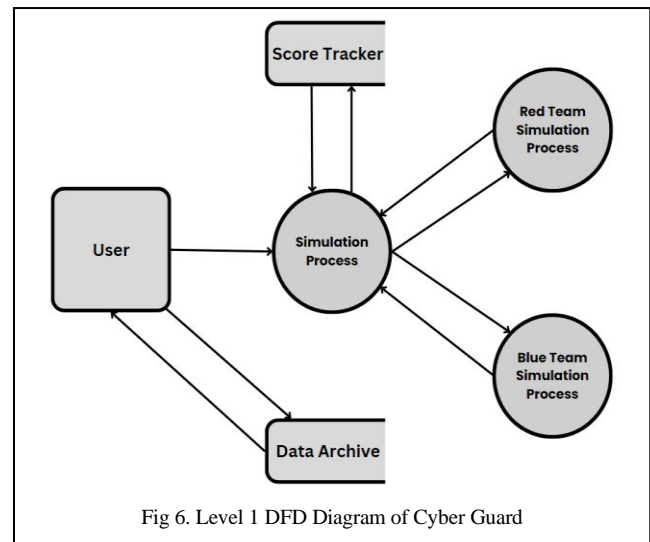 Score Tracker
Red Team
Simulation
Process
User
Simulation
Process
Blue Team
Simulation
Process
Data Archive
Fig 6. Level 1 DFD Diagram of Cyber Guard